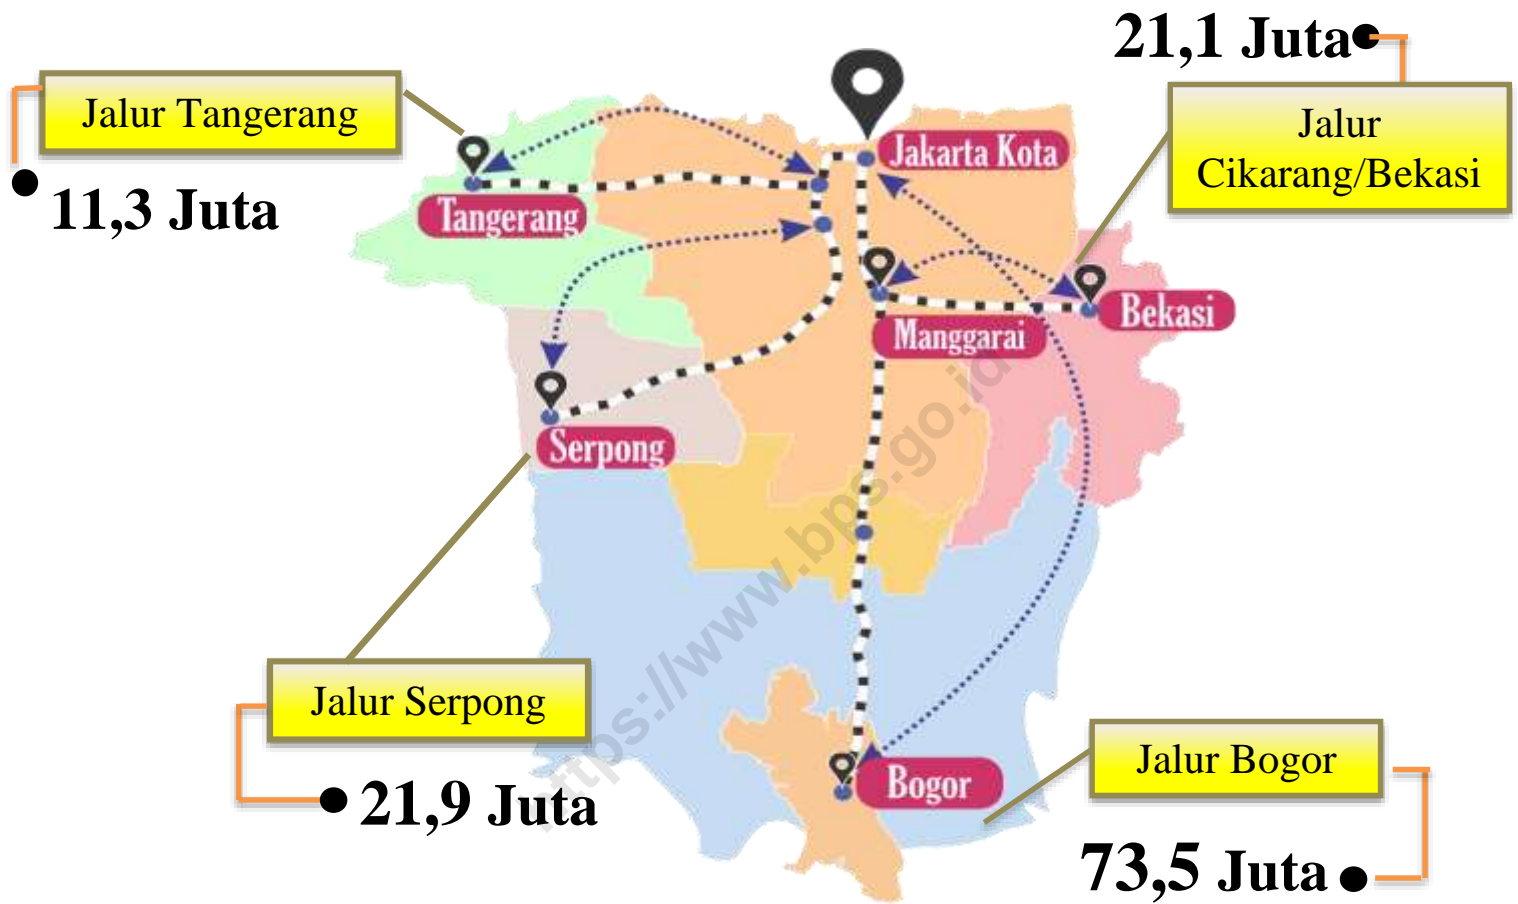 21,1 Juta
Jalur Tangerang
Jalur
Cikarang/Bekasi
Jakarta Kota
11,3 Juta
Tangerang
Bekasi
Manggarai
Serpong
Jalur Serpong
21,9 Juta
Jalur Bogor
Bogor
73,5 Juta
https://www.bps.go.id